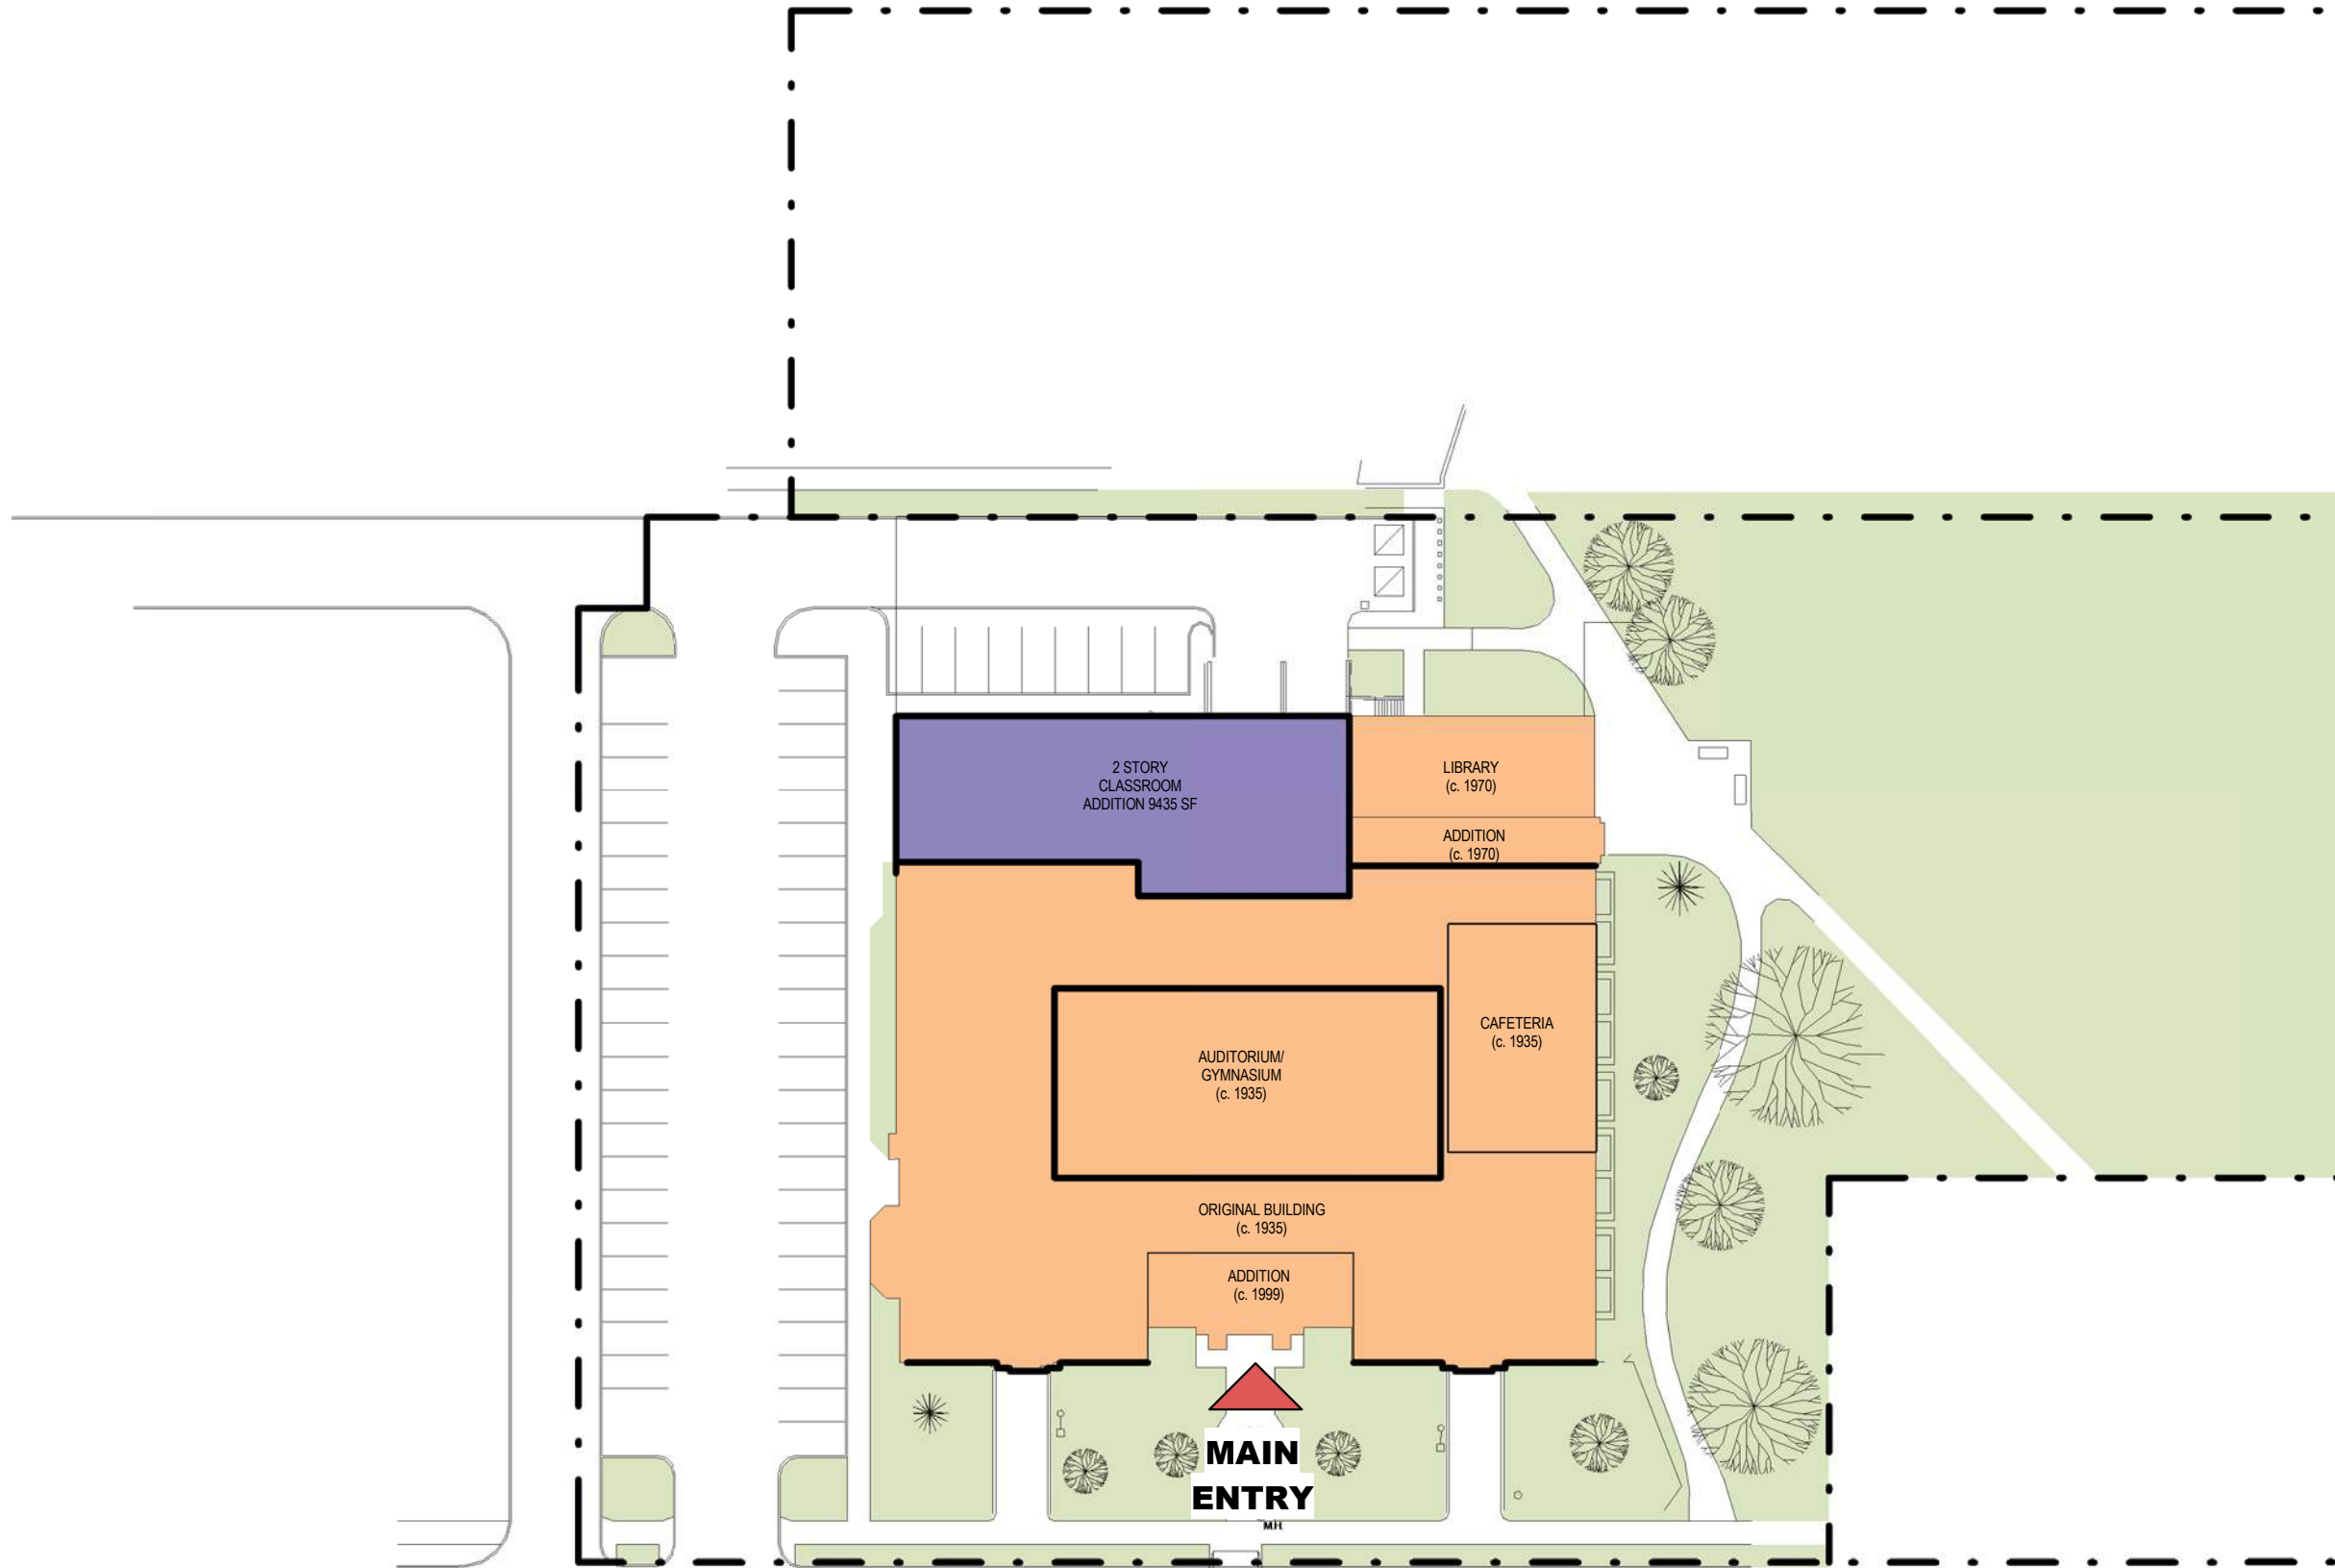 2 STORY
CLASSROOM
ADDITION 9435 SF
LIBRARY
(c. 1970)
ADDITION
(c. 1970)
CAFETERIA
(c. 1935)
AUDITORIUM/
GYMNASIUM
(c. 1935)
ORIGINAL BUILDING
(c. 1935)
ADDITION
(c. 1999)
MAIN
ENTRY
M.H.